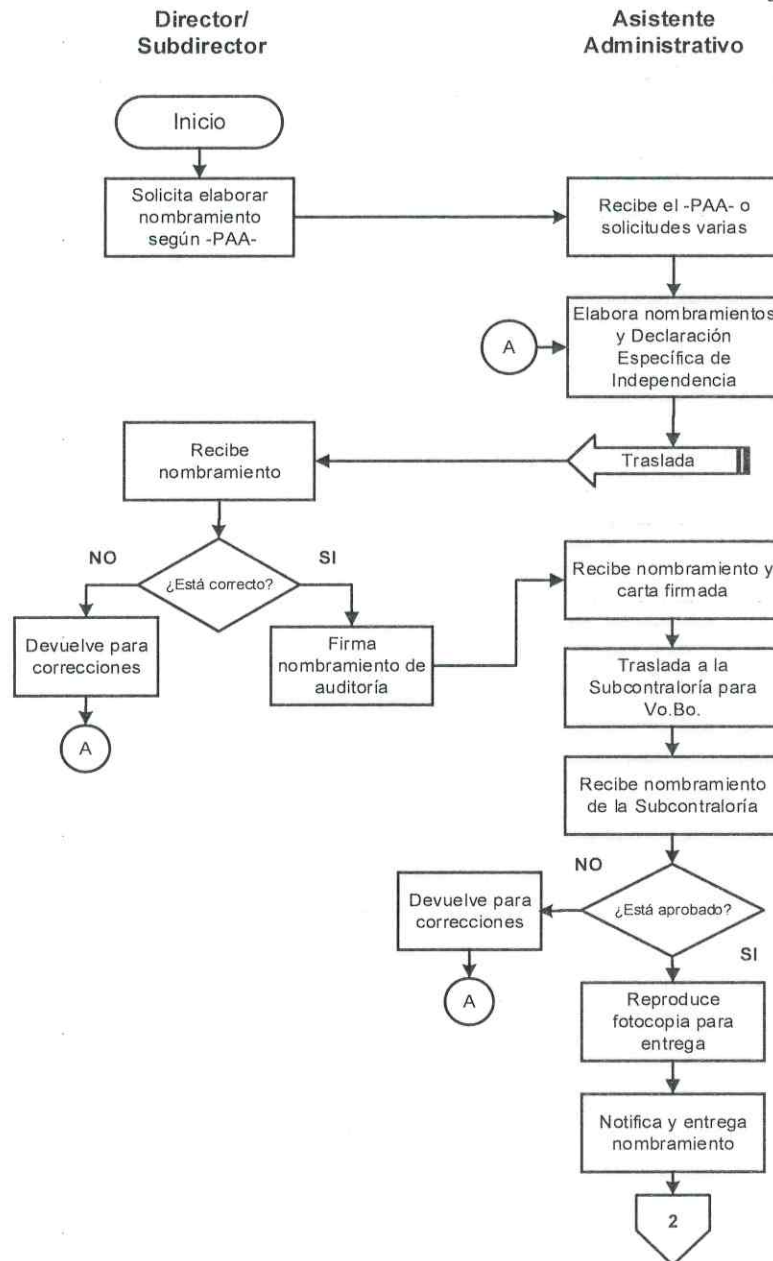 Director/
Subdirector
Asistente
Administrativo
Inicio
Solicita elaborar
nombramiento
según -PAA-
Recibe el -PAA- o
solicitudes varias
A
Elabora nombramientos
y Declaración
Específica de
Independencia
Traslada
Recibe
nombramiento
NO
¿Está correcto?
SI
Devuelve para
correcciones
A
Firma
nombramiento de
auditoría
Recibe nombramiento y
carta firmada
Traslada a la
Subcontraloría para
Vo.Bo.
Recibe nombramiento
de la Subcontraloría
NO
¿Está aprobado?
SI
Devuelve para
correcciones
A
Reproduce
fotocopia para
entrega
Notifica y entrega
nombramiento
2